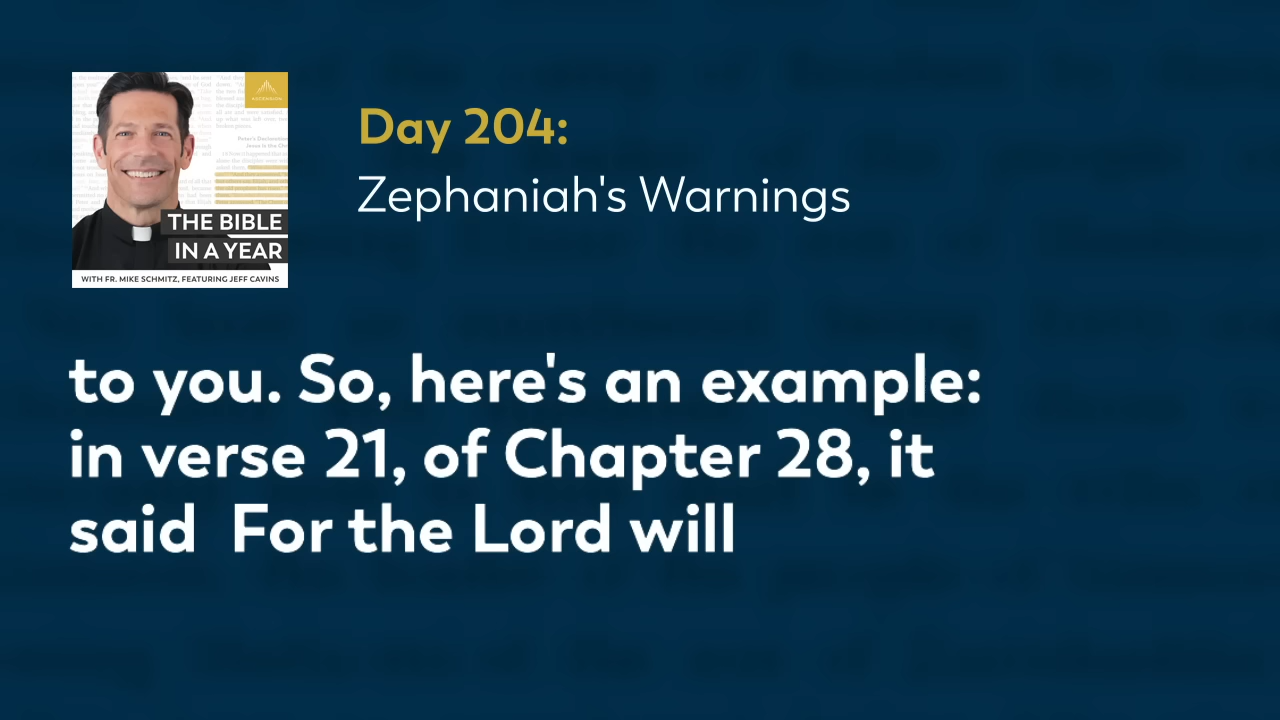 ASCENSION
THE BIBLE
IN A YEAR
WITH FR. MIKE SCHMITZ, FEATURING JEFF CAVINS
Day 204:
Zephaniah's Warnings
to you. So, here's an example:
in verse 21, of Chapter 28, it
said  For the Lord will